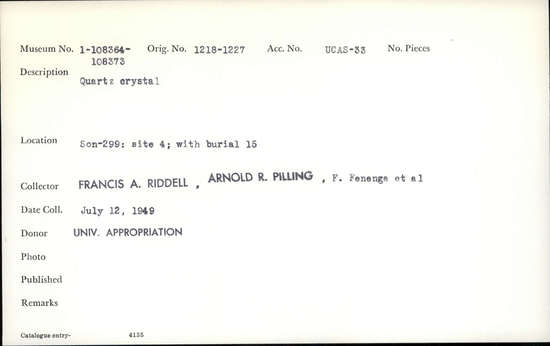 Museum No. 1-108364- Orig. No. 1218-1227 Acc. No. UCAS-33 No. Pieces
108373
Description
Quartz crystal
Location Son-299: site 4; with burial 15
Collector FRANCIS A. RIDDELL , ARNOLD R. PILLING , F. Fenenga et al
Date Coll. July 12, 1949
Donor UNIV. APPROPRIATION
Photo
Published
Remarks
Catalogue entry- 4135